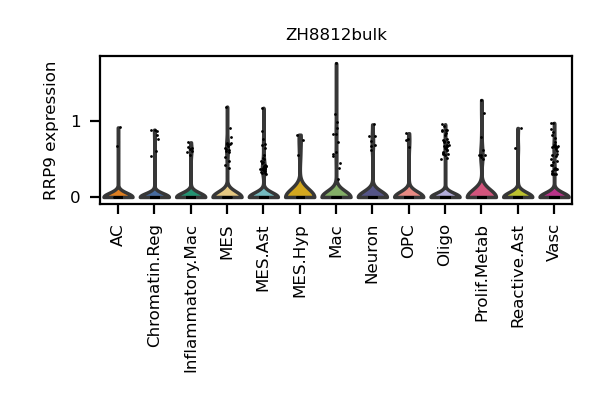 ZH8812bulk
RRP9 expression
1
0
AC
Chromatin.Reg
Inflammatory.Mac
MES
MES.Ast
MES.Hyp
Mac
Neuron
OPC
Oligo
Prolif.Metab
Reactive.Ast
Vasc